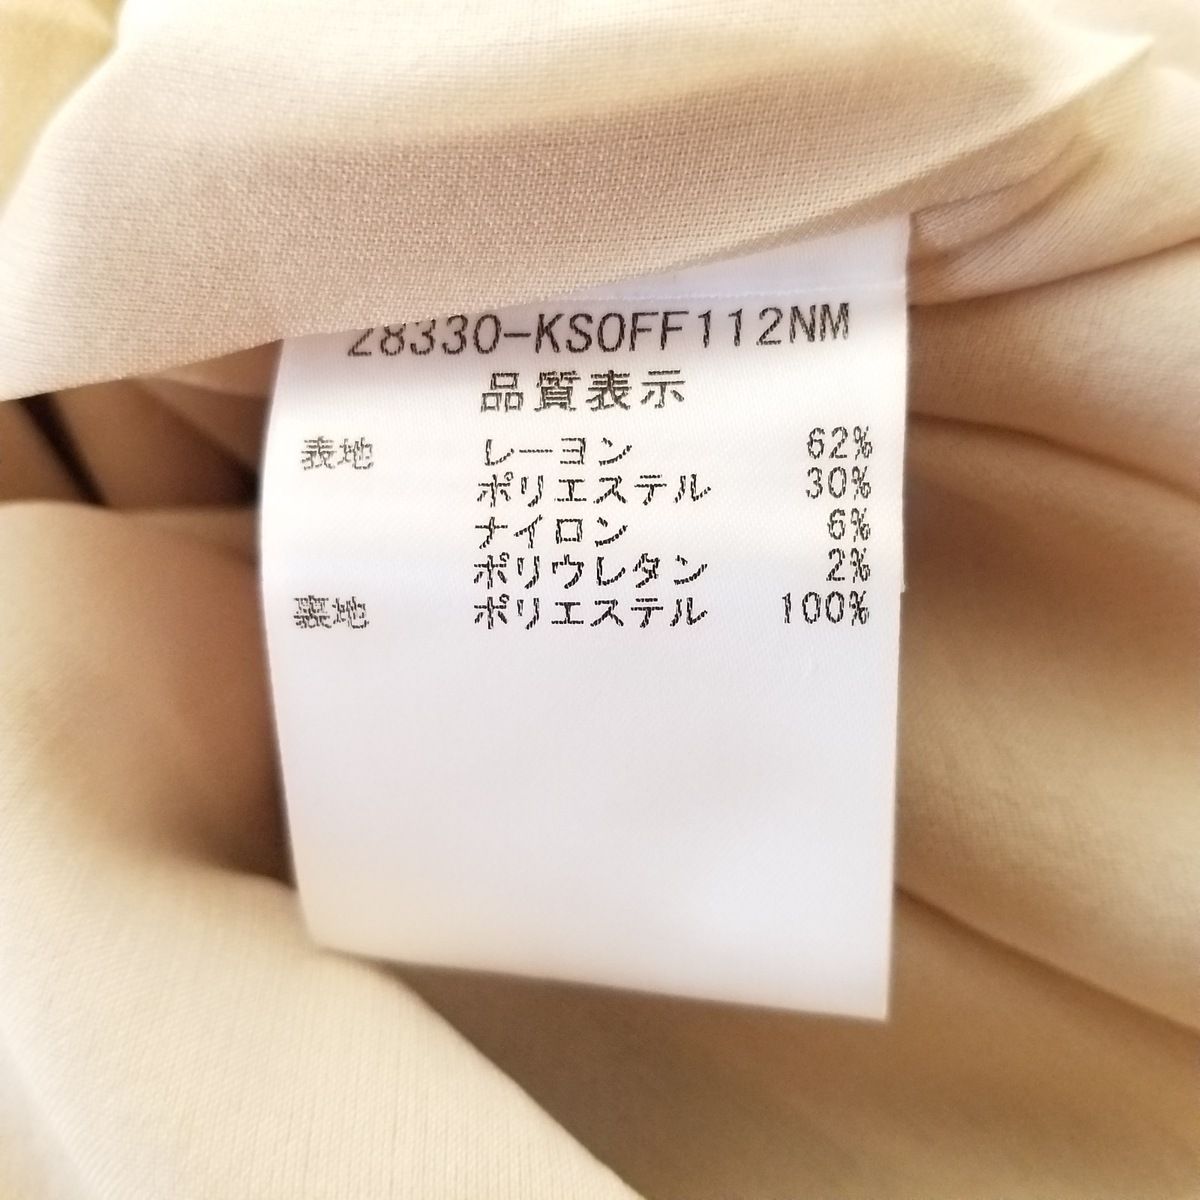 28330-KSOFF112NM
品質表示
表地 レーヨン 62%
ポリエステル 30%
ナイロン 6%
ポリウレタン 2%
裏地 ポリエステル 100%